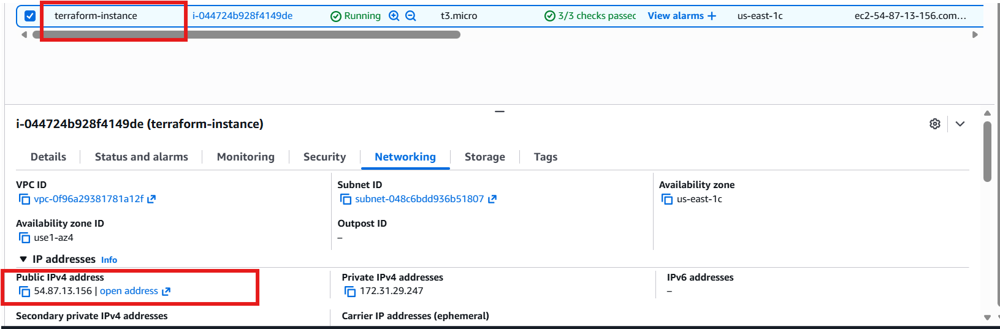 terraform-instance i-044724b928f4149de Running t3.micro 3/3 checks passec View alarms + us-east-1c ec2-54-87-13-156.com...
i-044724b928f4149de (terraform-instance)
Details Status and alarms Monitoring Security Networking Storage Tags
VPC ID Subnet ID Availability zone
vpc-0f96a29381781a12f subnet-048c6bdd936b51807 us-east-1c
Availability zone ID Outpost ID
use1-az4 –
IP addresses Info
Public IPv4 address Private IPv4 addresses IPv6 addresses
54.87.13.156 | open address 172.31.29.247 –
Secondary private IPv4 addresses Carrier IP addresses (ephemeral)